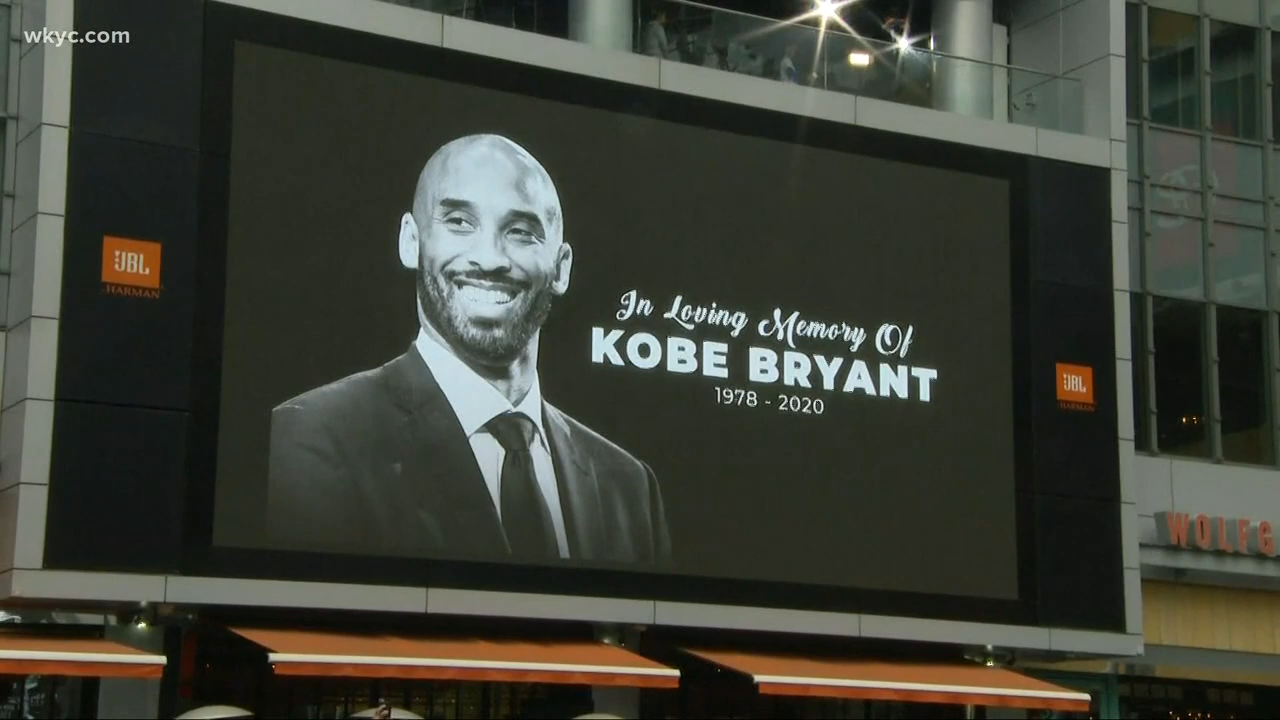 wkyc.com
JBL
HARMAN
In Loving Memory Of
KOBE BRYANT
1978 - 2020
JBL
HARMAN
WOLFG